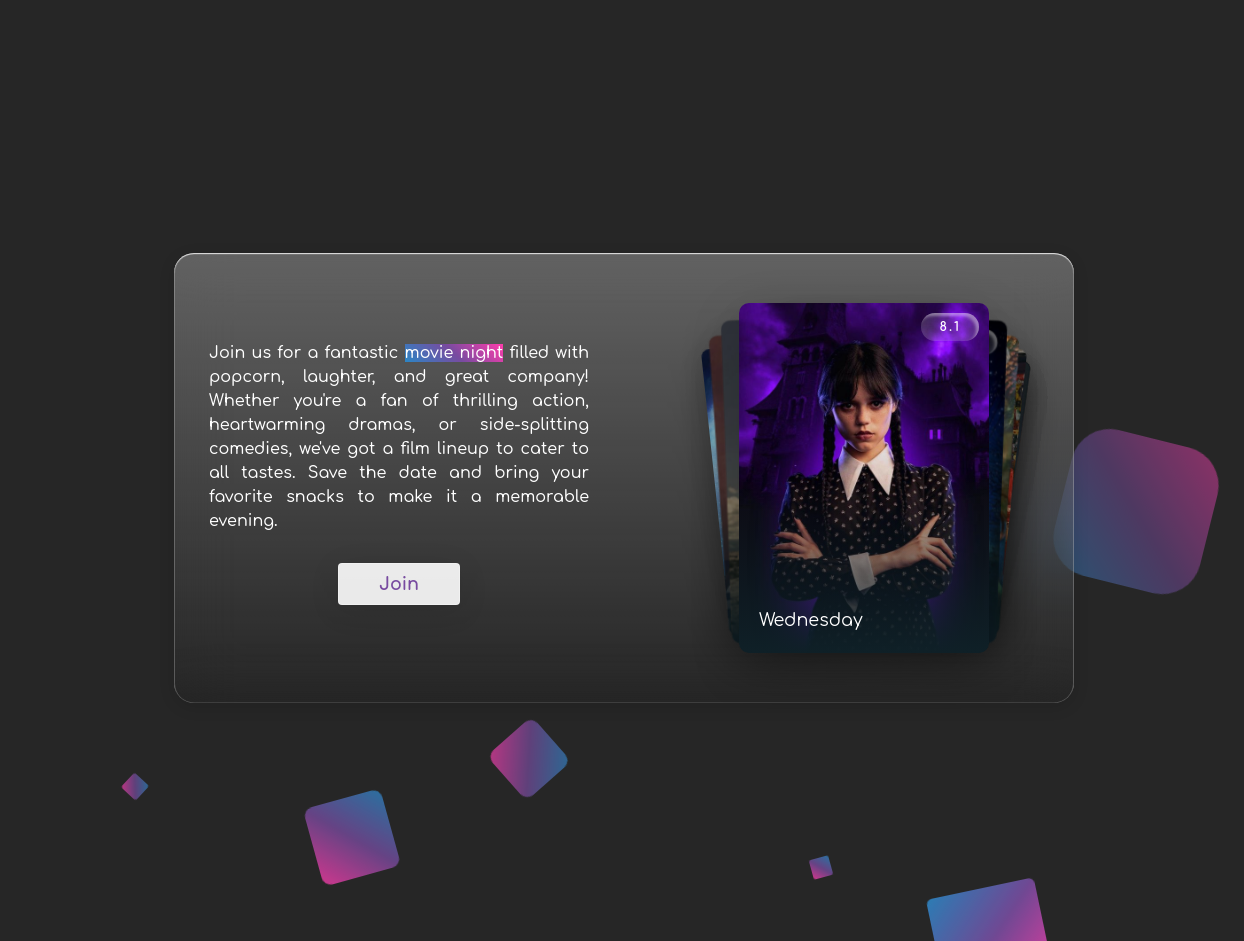 Join us for a fantastic movie night filled with
popcorn, laughter, and great company!
Whether you're a fan of thrilling action,
heartwarming dramas, or side-splitting
comedies, we've got a film lineup to cater to
all tastes. Save the date and bring your
favorite snacks to make it a memorable
evening.
Join
8.1
Wednesday